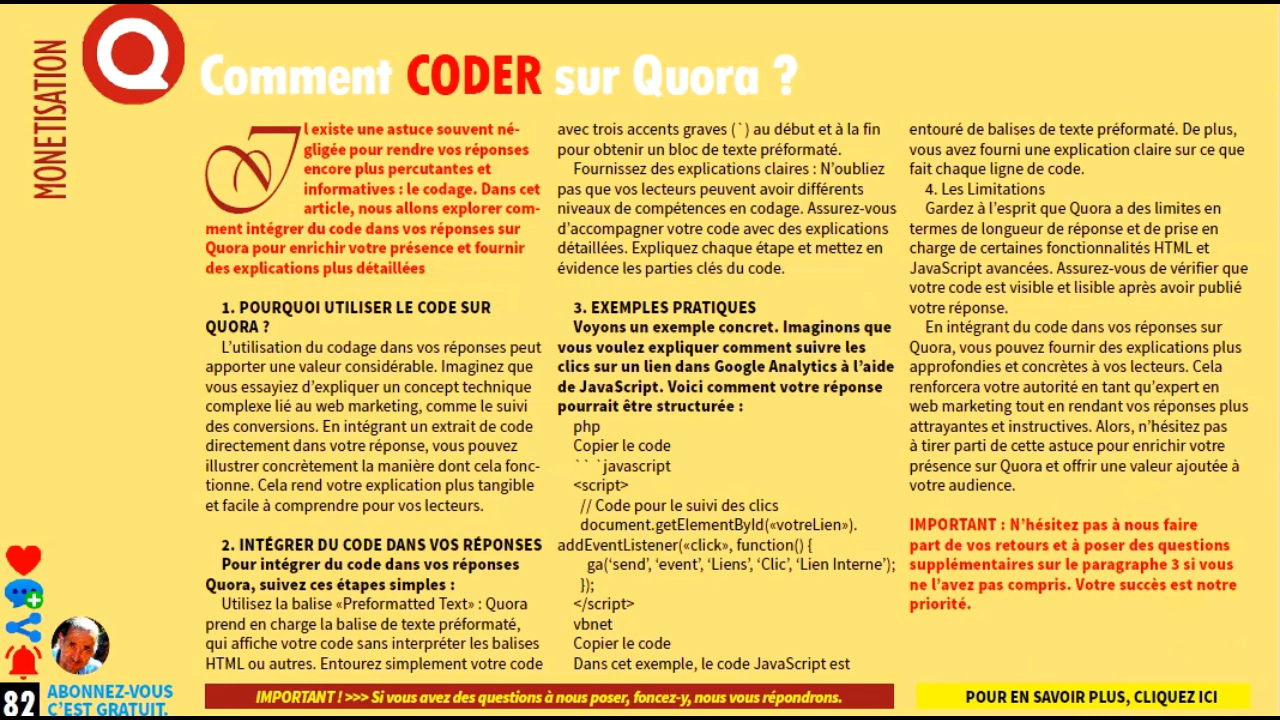 MONETISATION
Q
Comment CODER sur Quora ?
Il existe une astuce souvent né-
gligée pour rendre vos réponses
encore plus percutantes et
informatives : le codage. Dans cet
article, nous allons explorer com-
ment intégrer du code dans vos réponses sur
Quora pour enrichir votre présence et fournir
des explications plus détaillées
1. POURQUOI UTILISER LE CODE SUR
QUORA ?
L’utilisation du codage dans vos réponses peut
apporter une valeur considérable. Imaginez que
vous essayiez d’expliquer un concept technique
complexe lié au web marketing, comme le suivi
des conversions. En intégrant un extrait de code
directement dans votre réponse, vous pouvez
illustrer concrètement la manière dont cela fonc-
tionne. Cela rend votre explication plus tangible
et facile à comprendre pour vos lecteurs.
2. INTÉGRER DU CODE DANS VOS RÉPONSES
Pour intégrer du code dans vos réponses
Quora, suivez ces étapes simples :
Utilisez la balise «Preformatted Text» : Quora
prend en charge la balise de texte préformaté,
qui affiche votre code sans interpréter les balises
HTML ou autres. Entourez simplement votre code
avec trois accents graves (`) au début et à la fin
pour obtenir un bloc de texte préformaté.
Fournissez des explications claires : N’oubliez
pas que vos lecteurs peuvent avoir différents
niveaux de compétences en codage. Assurez-vous
d’accompagner votre code avec des explications
détaillées. Expliquez chaque étape et mettez en
évidence les parties clés du code.
3. EXEMPLES PRATIQUES
Voyons un exemple concret. Imaginons que
vous voulez expliquer comment suivre les
clics sur un lien dans Google Analytics à l’aide
de JavaScript. Voici comment votre réponse
pourrait être structurée :
php
Copier le code
`` `javascript
<script>
// Code pour le suivi des clics
document.getElementById(«votreLien»).
addEventListener(«click», function() {
ga(‘send’, ‘event’, ‘Liens’, ‘Clic’, ‘Lien Interne’);
});
</script>
vbnet
Copier le code
Dans cet exemple, le code JavaScript est
entouré de balises de texte préformaté. De plus,
vous avez fourni une explication claire sur ce que
fait chaque ligne de code.
4. Les Limitations
Gardez à l’esprit que Quora a des limites en
termes de longueur de réponse et de prise en
charge de certaines fonctionnalités HTML et
JavaScript avancées. Assurez-vous de vérifier que
votre code est visible et lisible après avoir publié
votre réponse.
En intégrant du code dans vos réponses sur
Quora, vous pouvez fournir des explications plus
approfondies et concrètes à vos lecteurs. Cela
renforcera votre autorité en tant qu’expert en
web marketing tout en rendant vos réponses plus
attrayantes et instructives. Alors, n’hésitez pas
à tirer parti de cette astuce pour enrichir votre
présence sur Quora et offrir une valeur ajoutée à
votre audience.
IMPORTANT : N’hésitez pas à nous faire
part de vos retours et à poser des questions
supplémentaires sur le paragraphe 3 si vous
ne l’avez pas compris. Votre succès est notre
priorité.
82
ABONNEZ-VOUS
C’EST GRATUIT.
IMPORTANT ! >>> Si vous avez des questions à nous poser, foncez-y, nous vous répondrons.
POUR EN SAVOIR PLUS, CLIQUEZ ICI